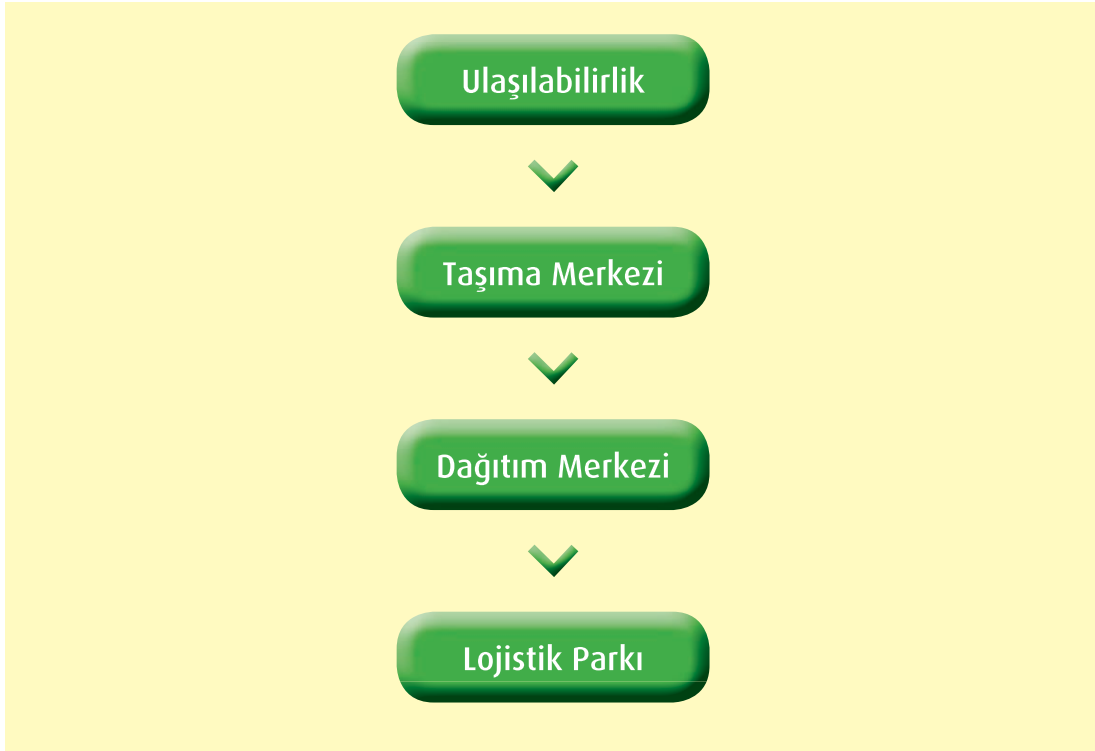 Ulaşılabilirlik
Taşıma Merkezi
Dağıtım Merkezi
Lojistik Parkı